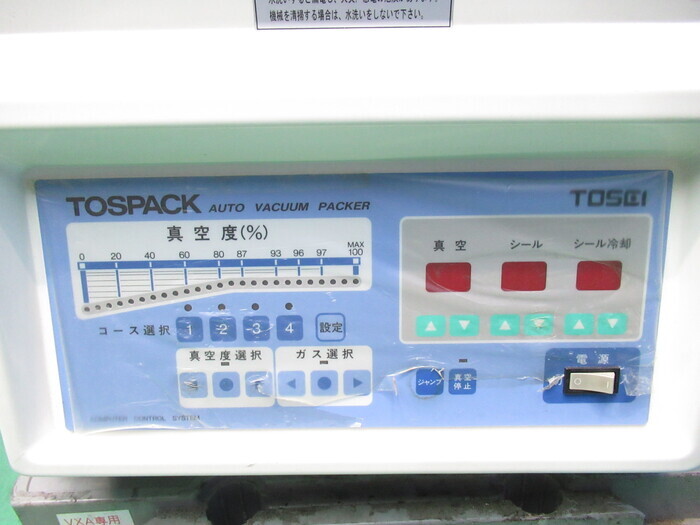 機械を清掃する場合は、水洗いをしないで下さい。
TOSPACK AUTO VACUUM PACKER
TOSEI
真空度(%)
MAX
0 20 40 60 80 87 93 96 97 100
真空 シール シール冷却
コース選択 1 2 3 4 設定
真空度選択 ガス選択
ジャンプ 真空停止
電源
COMPUTER CONTROL SYSTEM
VXA専用